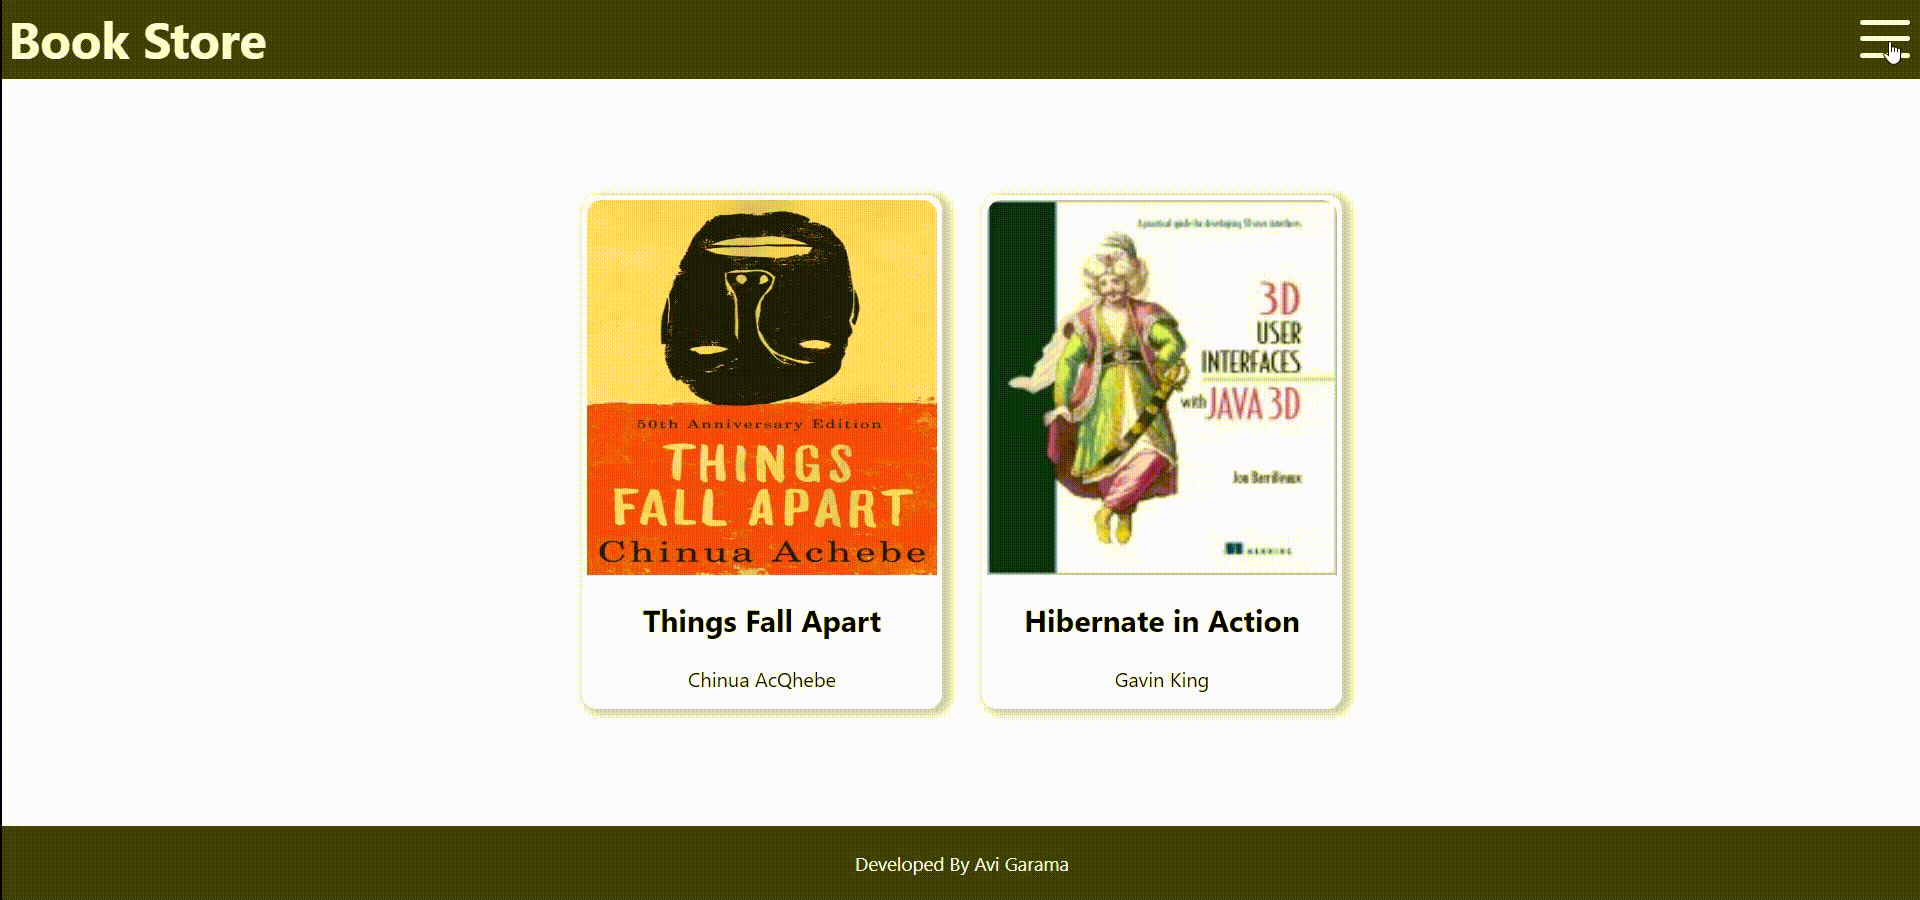 Book Store
50th Anniversary Edition
THINGS
FALL APART
Chinua Achebe
Things Fall Apart
Chinua AcQhebe
A practical guide for developing 3D user interfaces
3D
USER
INTERFACES
with JAVA 3D
Jon Barrilleaux
MANNING
Hibernate in Action
Gavin King
Developed By Avi Garama